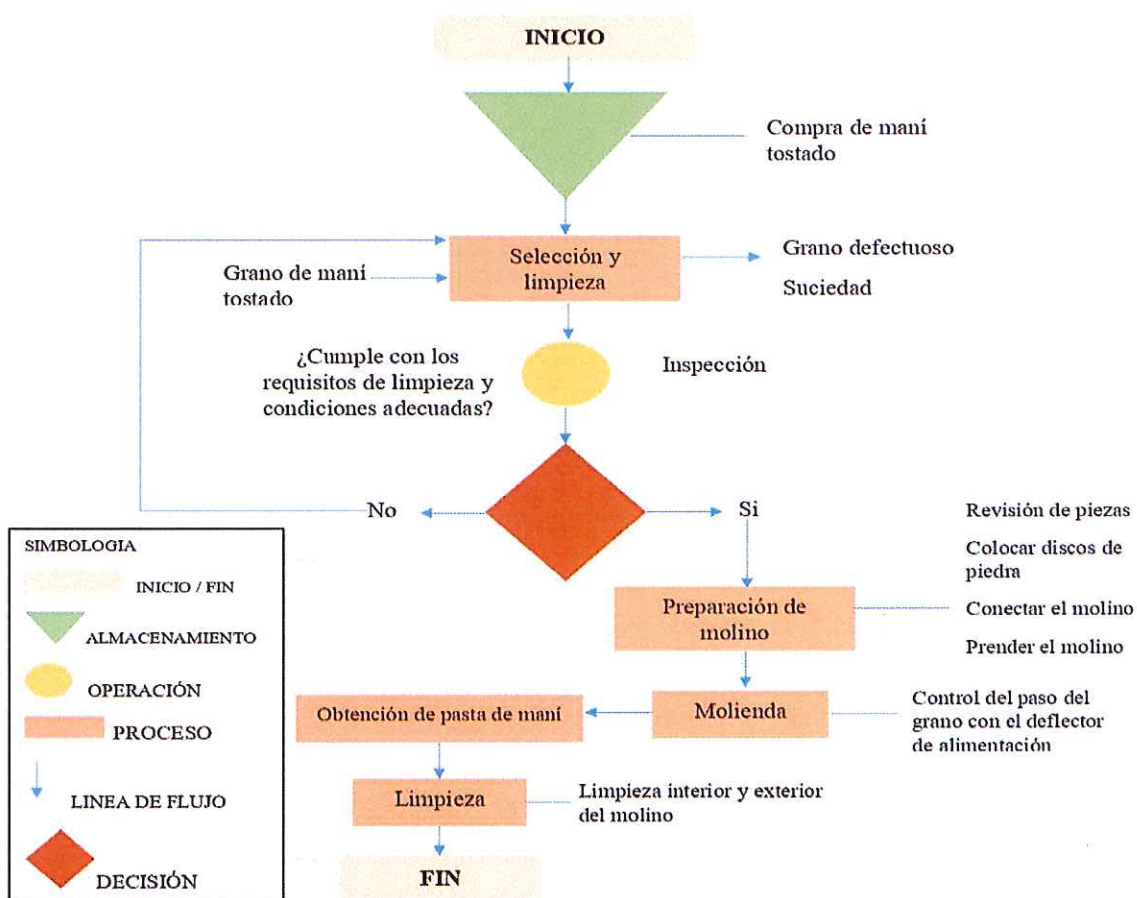 INICIO
Compra de maní
tostado
Selección y
limpieza
Grano defectuoso
Suciedad
Grano de maní
tostado
¿Cumple con los
requisitos de limpieza y
condiciones adecuadas?
Inspección
No
Si
Revisión de piezas
Colocar discos de
piedra
Conectar el molino
Prender el molino
Preparación de
molino
Molienda
Control del paso del
grano con el deflector
de alimentación
Obtención de pasta de maní
Limpieza
Limpieza interior y exterior
del molino
FIN
SIMBOLOGIA
INICIO / FIN
ALMACENAMIENTO
OPERACIÓN
PROCESO
LINEA DE FLUJO
DECISIÓN